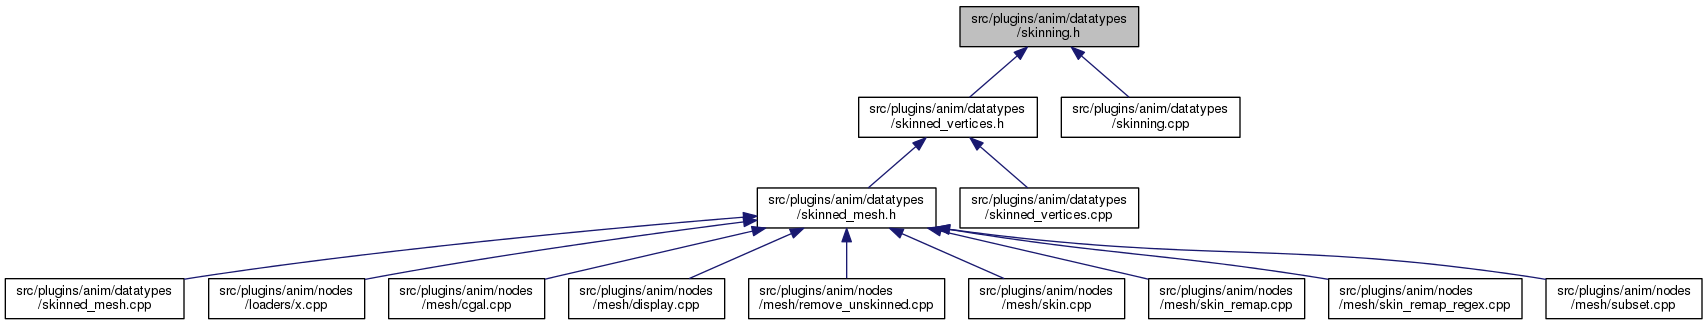 src/plugins/anim/datatypes
/skinning.h
src/plugins/anim/datatypes
/skinned_vertices.h
src/plugins/anim/datatypes
/skinning.cpp
src/plugins/anim/datatypes
/skinned_mesh.h
src/plugins/anim/datatypes
/skinned_vertices.cpp
src/plugins/anim/datatypes
/skinned_mesh.cpp
src/plugins/anim/nodes
/loaders/x.cpp
src/plugins/anim/nodes
/mesh/cgal.cpp
src/plugins/anim/nodes
/mesh/display.cpp
src/plugins/anim/nodes
/mesh/remove_unskinned.cpp
src/plugins/anim/nodes
/mesh/skin.cpp
src/plugins/anim/nodes
/mesh/skin_remap.cpp
src/plugins/anim/nodes
/mesh/skin_remap_regex.cpp
src/plugins/anim/nodes
/mesh/subset.cpp